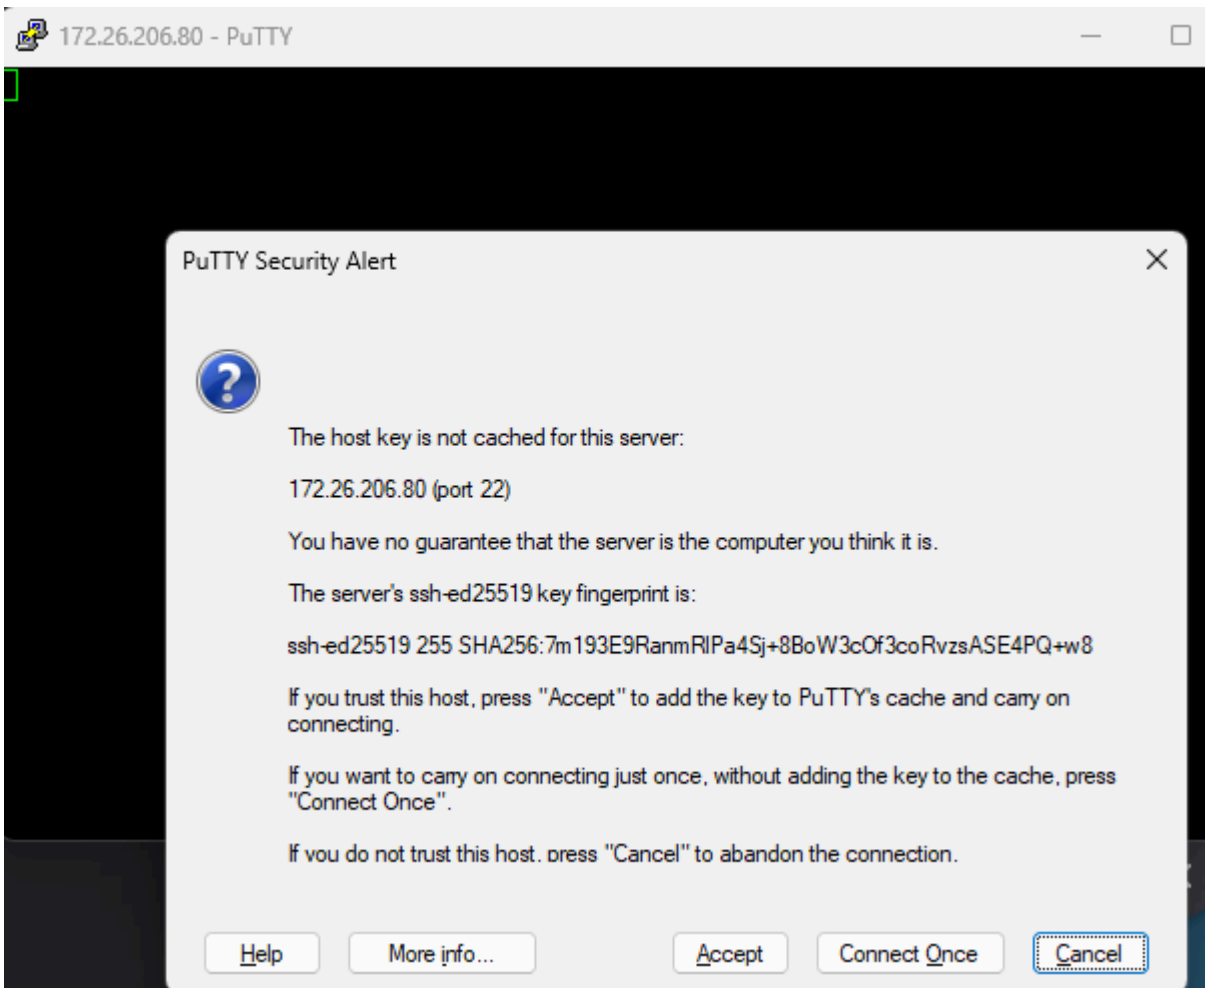 172.26.206.80 - PuTTY
PuTTY Security Alert
The host key is not cached for this server:
172.26.206.80 (port 22)
You have no guarantee that the server is the computer you think it is.
The server's ssh-ed25519 key fingerprint is:
ssh-ed25519 255 SHA256:7m193E9RanmRlPa4Sj+8BoW3cOf3coRvzsASE4PQ+w8
If you trust this host, press "Accept" to add the key to PuTTY's cache and carry on
connecting.
If you want to carry on connecting just once, without adding the key to the cache, press
"Connect Once".
If you do not trust this host, press "Cancel" to abandon the connection.
Help More info... Accept Connect Once Cancel